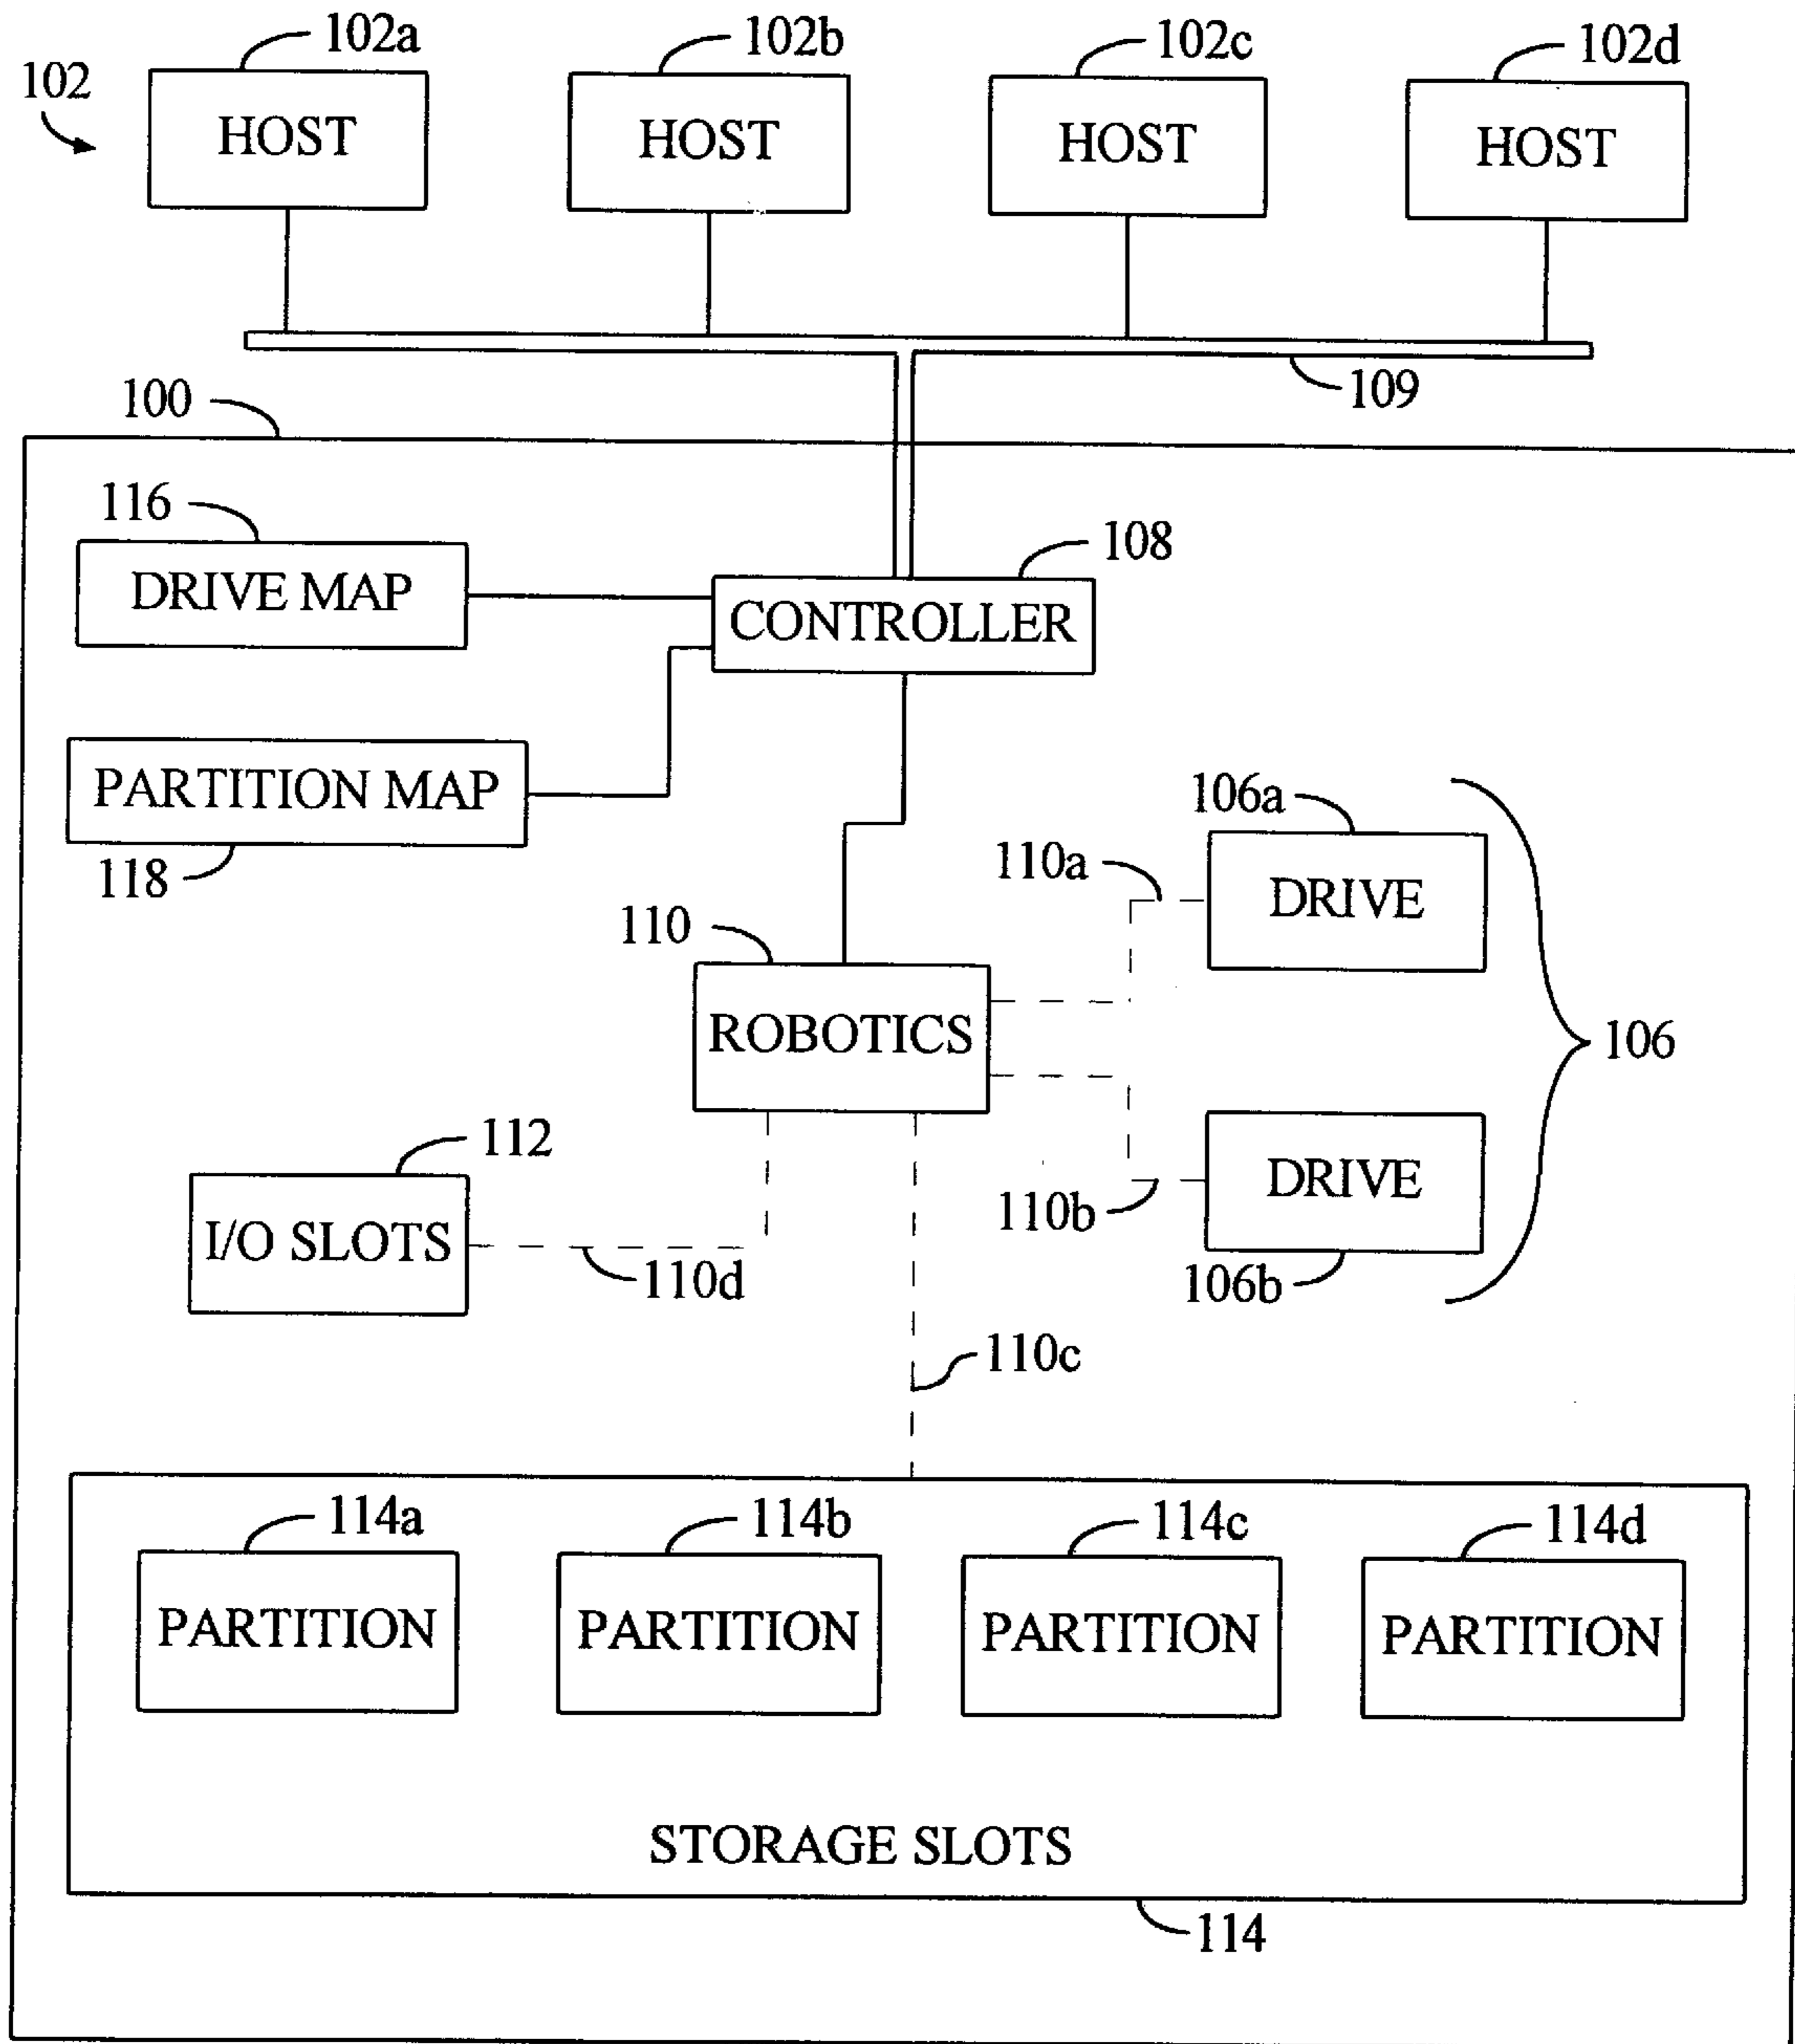 102a
102b
102c
102d
102
HOST
HOST
HOST
HOST
109
100
116
DRIVE MAP
108
CONTROLLER
PARTITION MAP
118
106a
DRIVE
110a
110
ROBOTICS
106
112
I/O SLOTS
110d
110b
DRIVE
106b
110c
114a
114b
114c
114d
PARTITION
PARTITION
PARTITION
PARTITION
STORAGE SLOTS
114